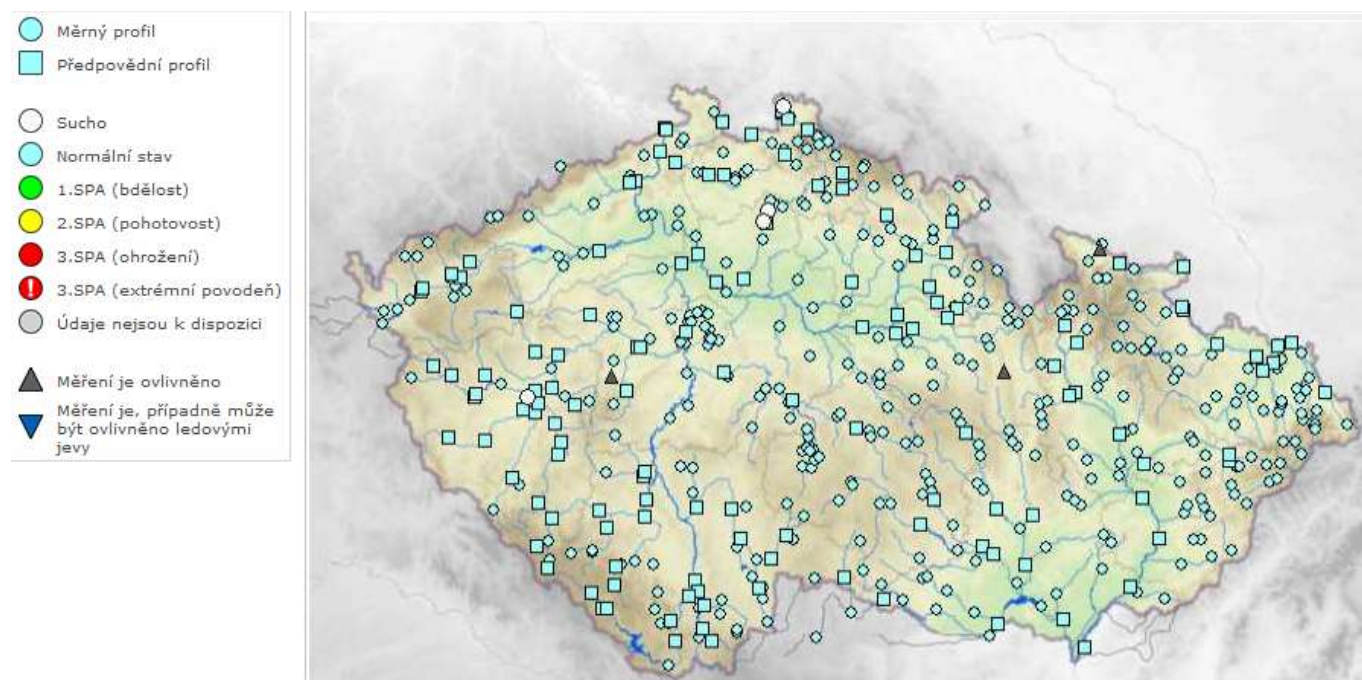 Měrný profil
Předpovědní profil
Sucho
Normální stav
1.SPA (bdělost)
2.SPA (pohotovost)
3.SPA (ohrožení)
3.SPA (extrémní povodeň)
Údaje nejsou k dispozici
Měření je ovlivněno
Měření je, případně může
být ovlivněno ledovými
jevy